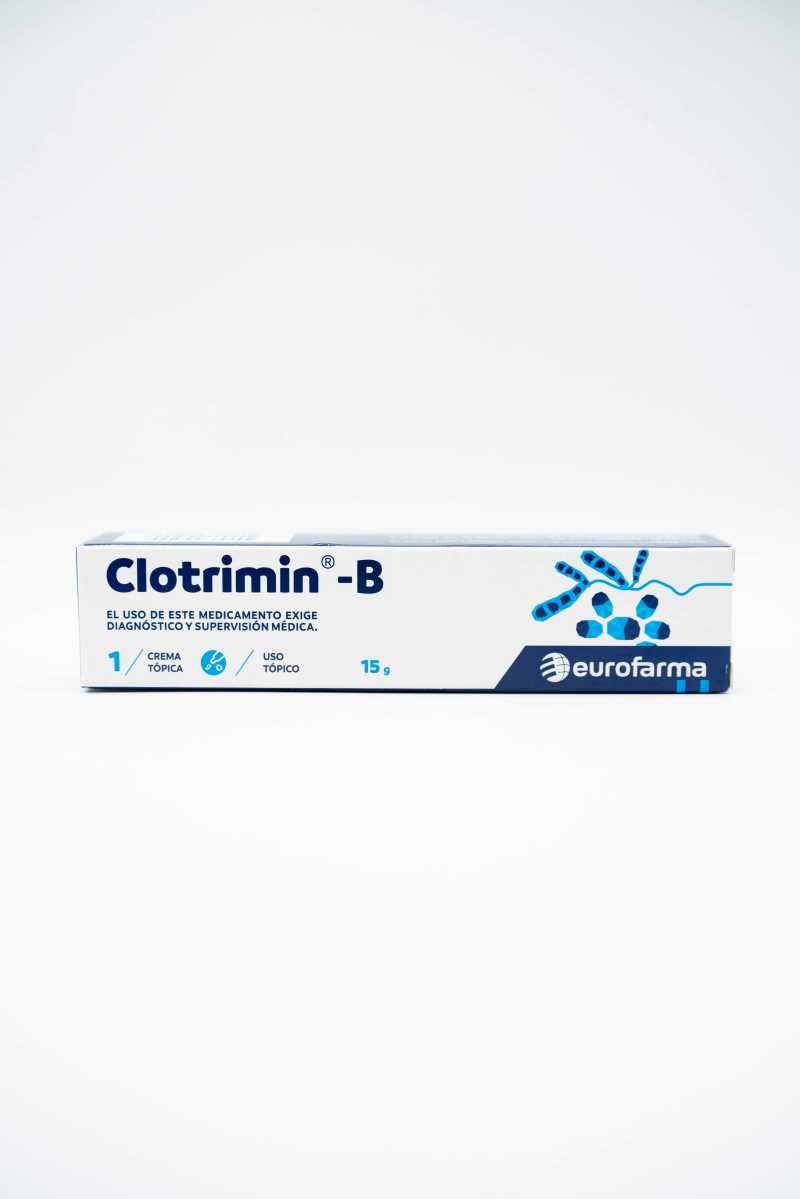 Clotrimin®-B
EL USO DE ESTE MEDICAMENTO EXIGE
DIAGNÓSTICO Y SUPERVISIÓN MÉDICA.
1 / CREMA
TÓPICA
/ USO
TÓPICO
15 g
eurofarma